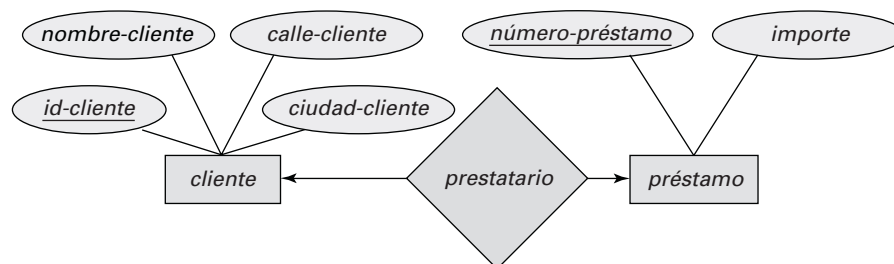 nombre-cliente
calle-cliente
número-préstamo
importe
id-cliente
ciudad-cliente
cliente
prestatario
préstamo